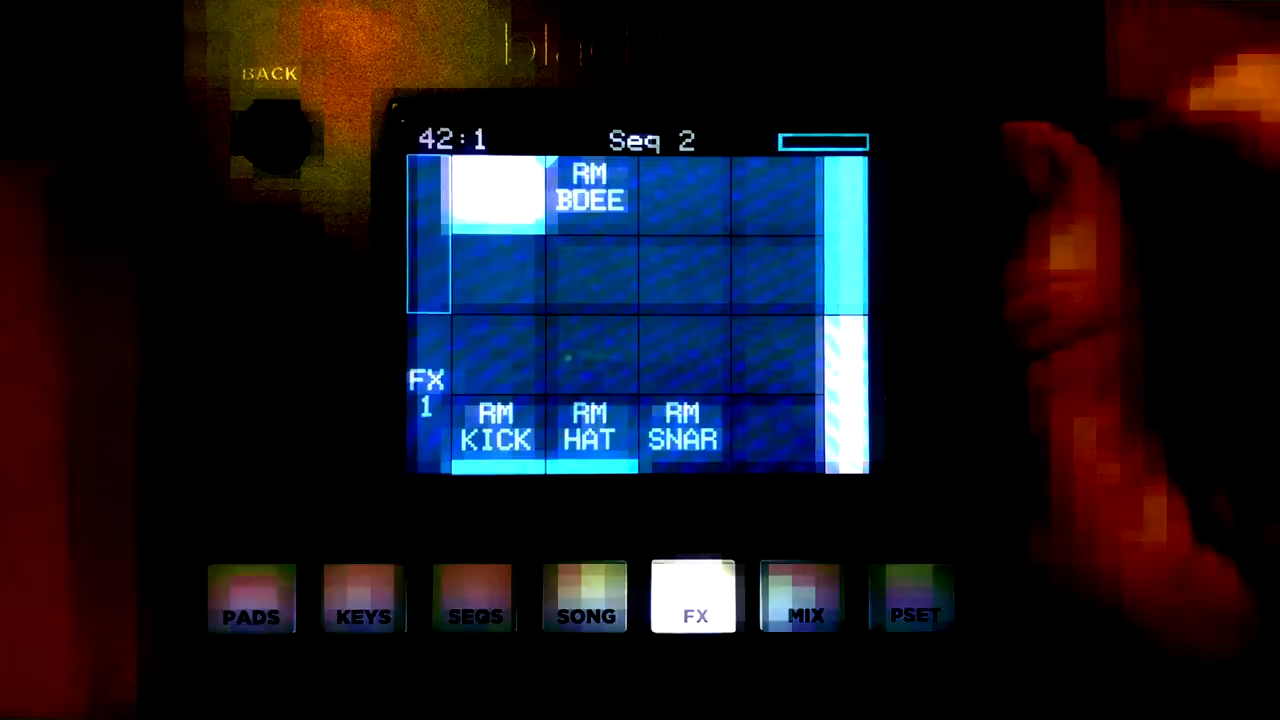 BACK
42:1 Seq 2
RM
BDEE
FX
1
RM
KICK
RM
HAT
RM
SNAR
PADS KEYS SEQS SONG FX MIX PSET